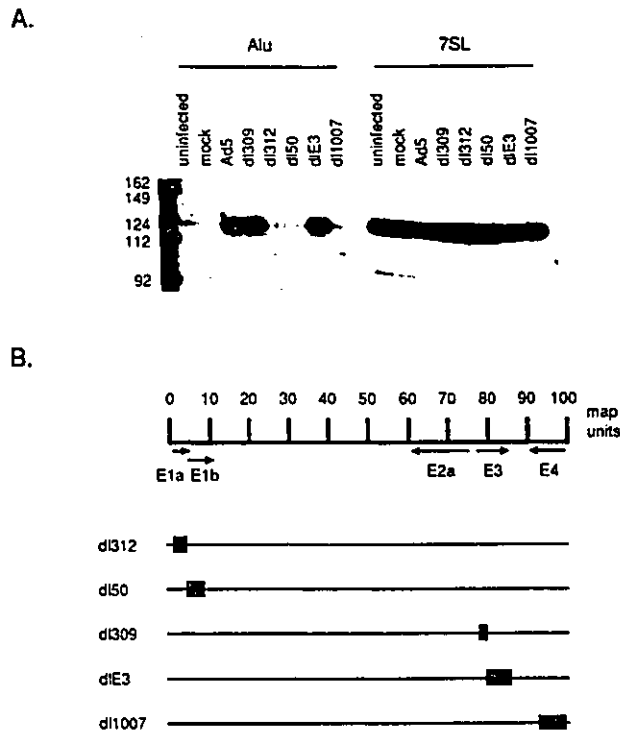 A.
Alu 7SL
uninfected mock Ad5 dl309 dl312 dl50 dlE3 dl1007 uninfected mock Ad5 dl309 dl312 dl50 dlE3 dl1007
162
149
124
112
92
B.
0 10 20 30 40 50 60 70 80 90 100 map units
E1a E1b E2a E3 E4
dl312
dl50
dl309
dlE3
dl1007